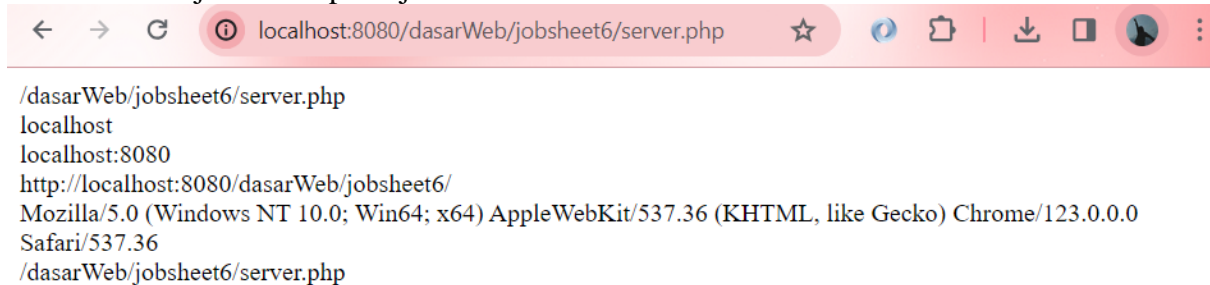 localhost:8080/dasarWeb/jobsheet6/server.php
/dasarWeb/jobsheet6/server.php
localhost
localhost:8080
http://localhost:8080/dasarWeb/jobsheet6/
Mozilla/5.0 (Windows NT 10.0; Win64; x64) AppleWebKit/537.36 (KHTML, like Gecko) Chrome/123.0.0.0
Safari/537.36
/dasarWeb/jobsheet6/server.php